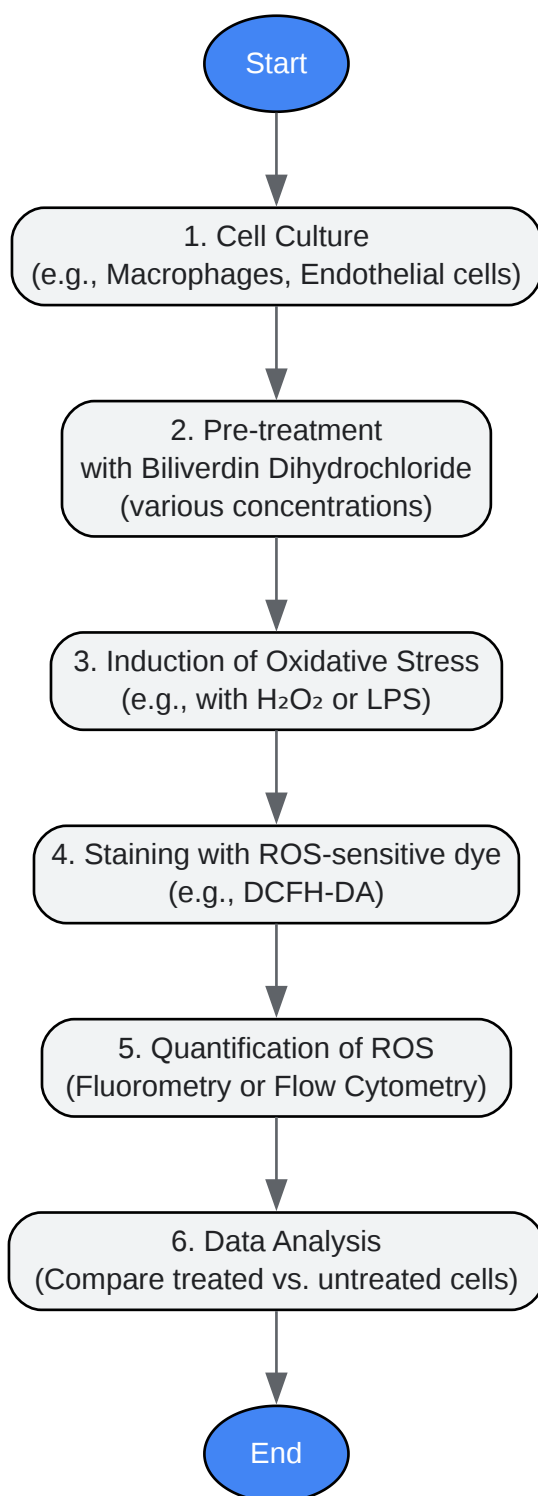 Start
1. Cell Culture
(e.g., Macrophages, Endothelial cells)
2. Pre-treatment
with Biliverdin Dihydrochloride
(various concentrations)
3. Induction of Oxidative Stress
(e.g., with H₂O₂ or LPS)
4. Staining with ROS-sensitive dye
(e.g., DCFH-DA)
5. Quantification of ROS
(Fluorometry or Flow Cytometry)
6. Data Analysis
(Compare treated vs. untreated cells)
End